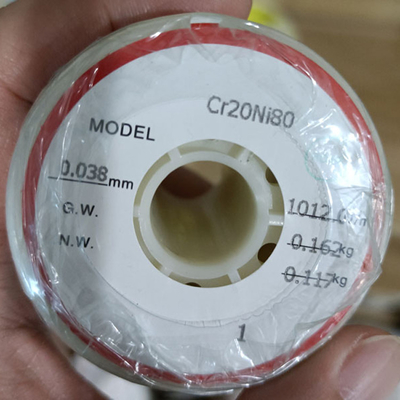 Cr20Ni80
MODEL
0.038mm
G.W. 0.162kg
N.W. 0.117kg
1